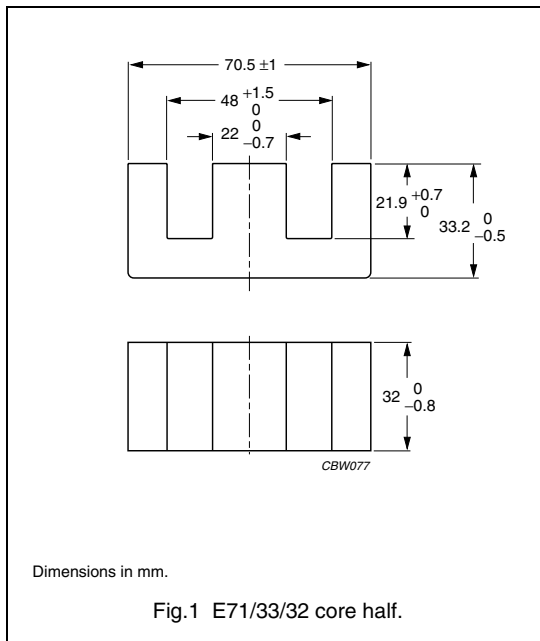 70.5 ±1
48 +1.5 0
22 0 −0.7
21.9 +0.7 0
33.2 0 −0.5
32 0 −0.8
CBW077
Dimensions in mm.
Fig.1 E71/33/32 core half.